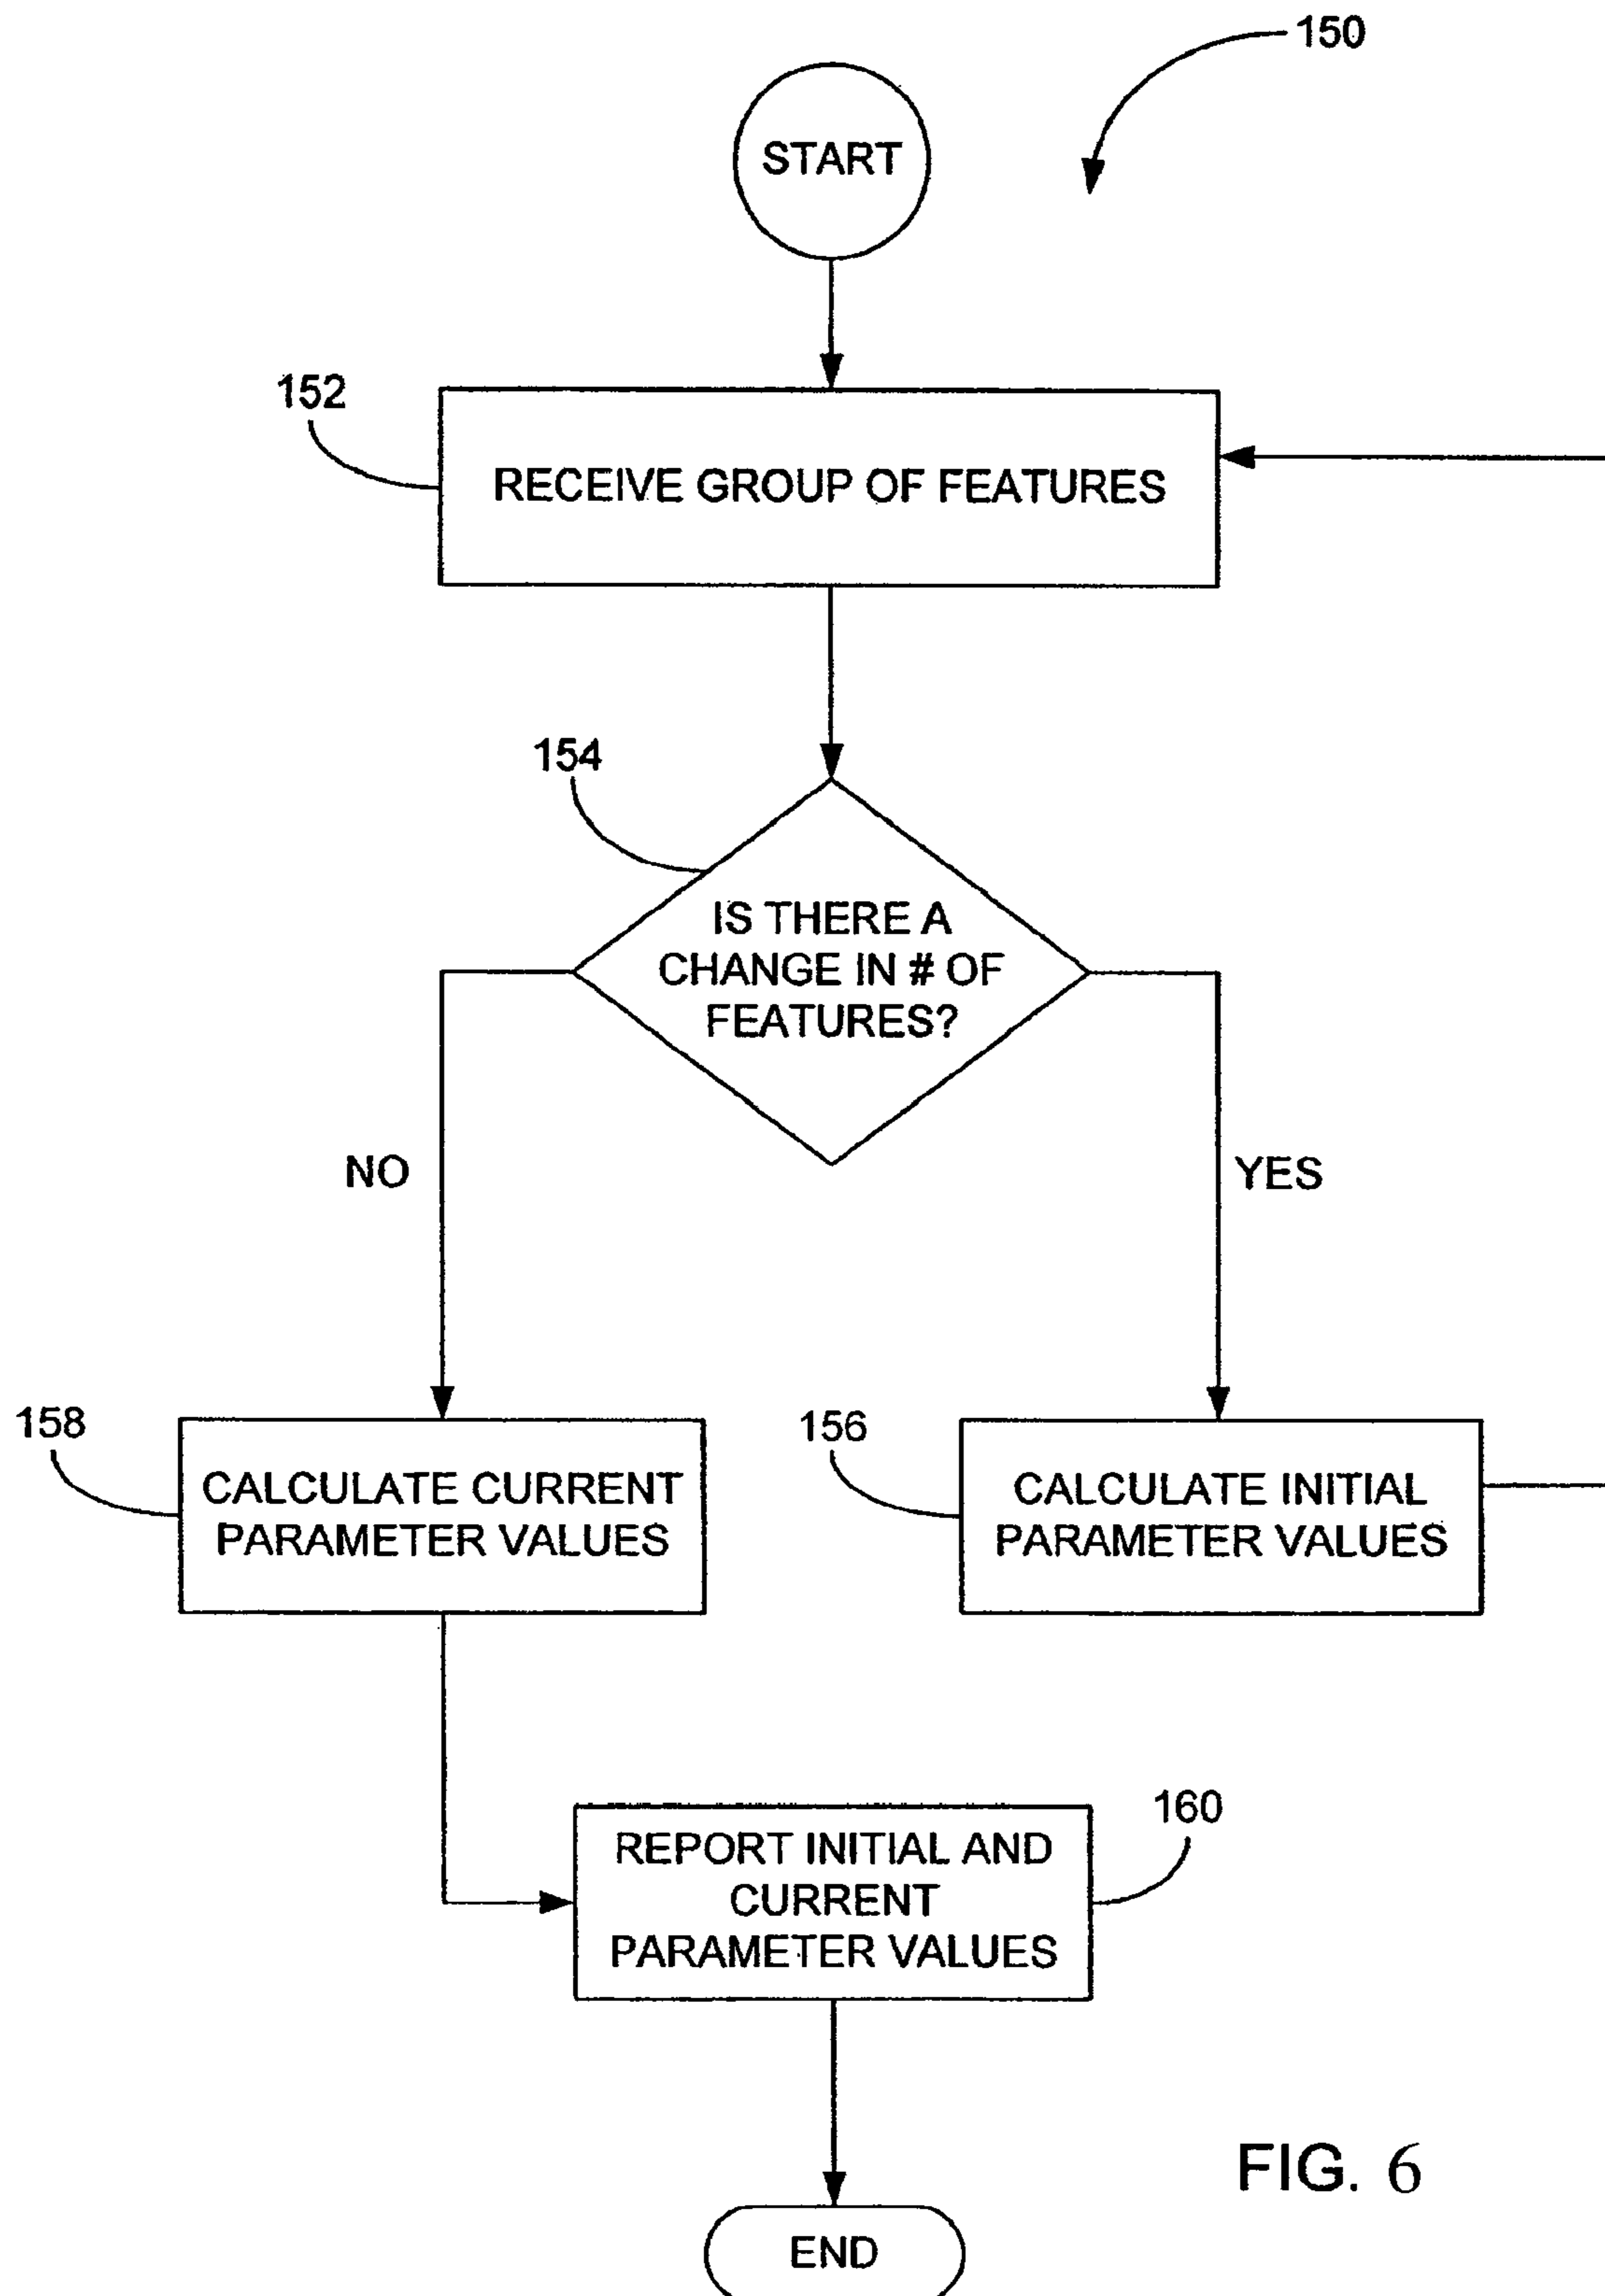 150
START
152
RECEIVE GROUP OF FEATURES
154
IS THERE A
CHANGE IN # OF
FEATURES?
NO
YES
158
CALCULATE CURRENT
PARAMETER VALUES
156
CALCULATE INITIAL
PARAMETER VALUES
160
REPORT INITIAL AND
CURRENT
PARAMETER VALUES
FIG. 6
END